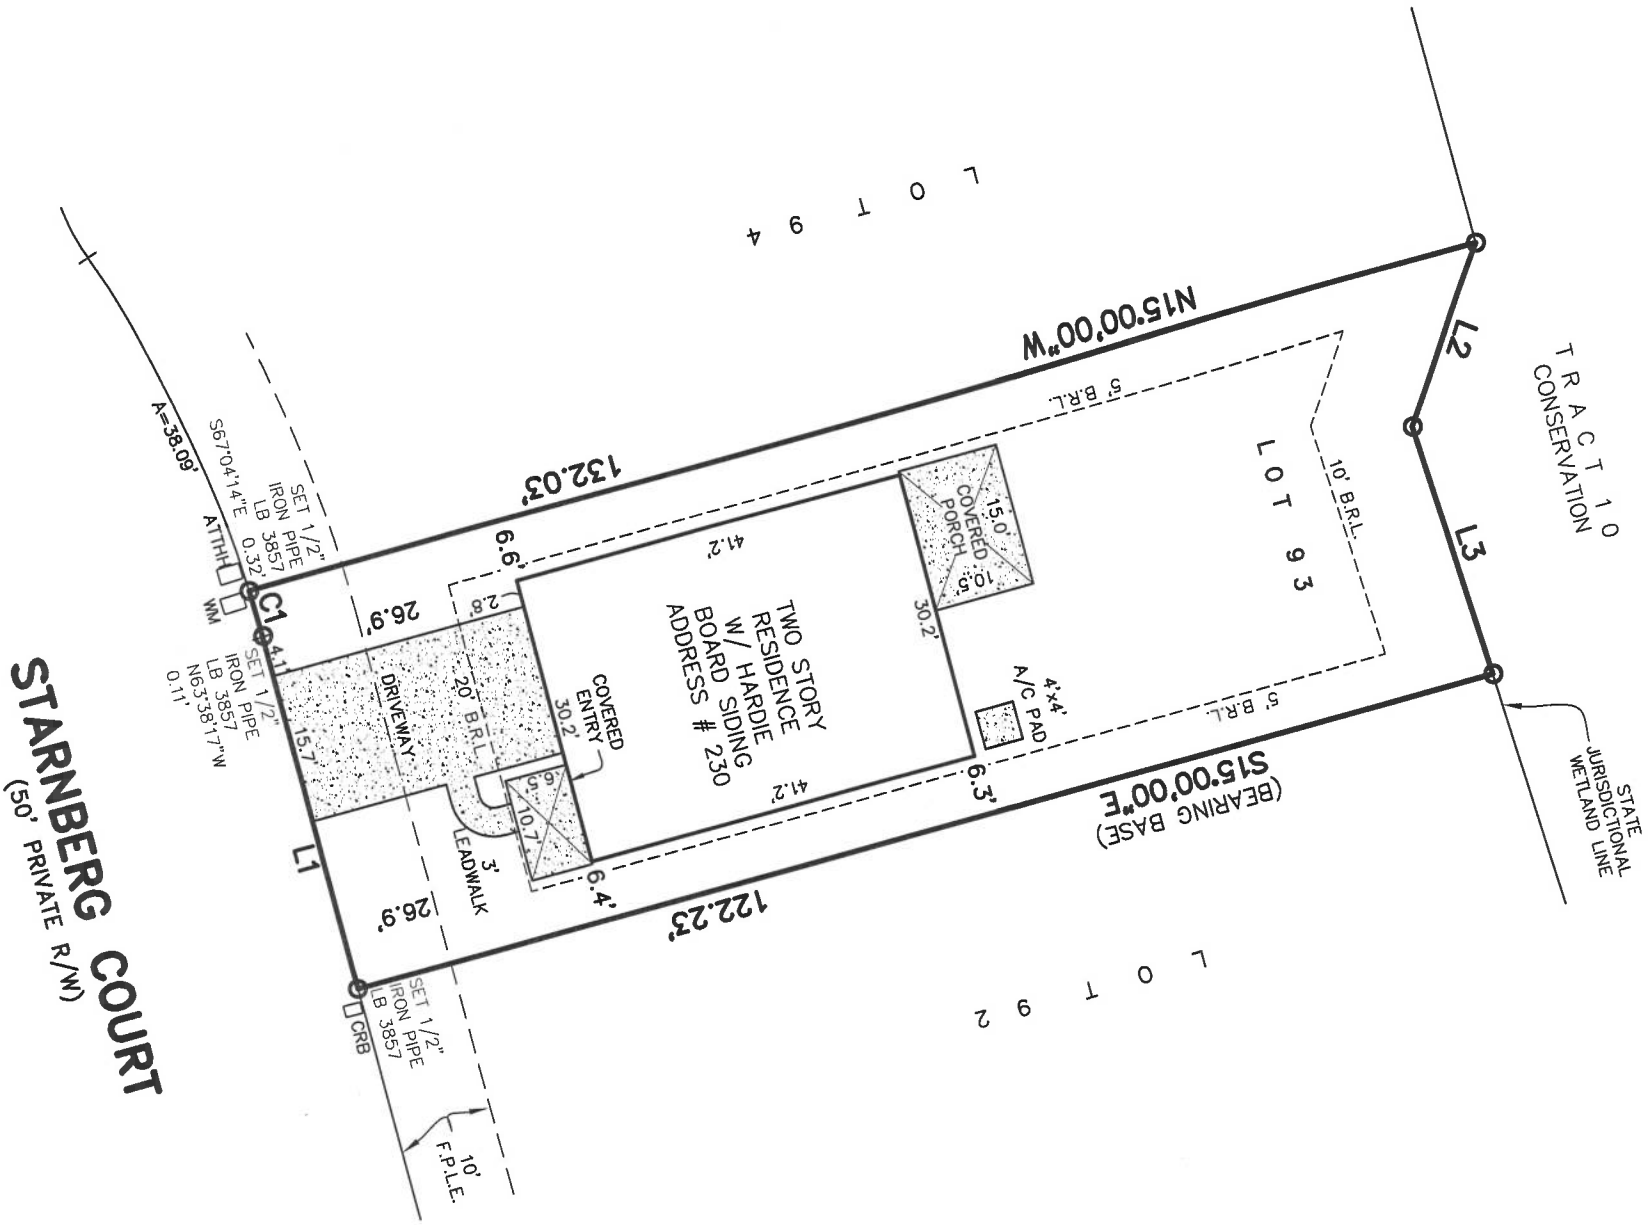 LOT 94
N15°00'00"W
132.03'
L2
TRACT 10
CONSERVATION
5' B.R.L.
10' B.R.L.
LOT 93
L3
A=38.09'
S67°04'14"E 0.32'
SET 1/2"
IRON PIPE
LB 3857
ATTHH
WM
C1
4.1'
SET 1/2"
IRON PIPE
LB 3857
N63°38'17"W
0.11'
6.6'
26.9'
2.8'
41.2'
COVERED
PORCH
15.0'
10.5
30.2'
TWO STORY
RESIDENCE
W/ HARDIE
BOARD SIDING
ADDRESS # 230
4'x4'
A/C PAD
DRIVEWAY
20' B.R.L.
15.7'
30.2'
COVERED
ENTRY
6.5
10.7'
41.2'
6.3'
5' B.R.L.
S15°00'00"E
(BEARING BASE)
122.23'
6.4'
3'
LEADWALK
L1
26.9'
STATE
JURISDICTIONAL
WETLAND LINE
LOT 92
SET 1/2"
IRON PIPE
LB 3857
CRB
10'
F.P.L.E.
STARNBERG COURT
(50' PRIVATE R/W)